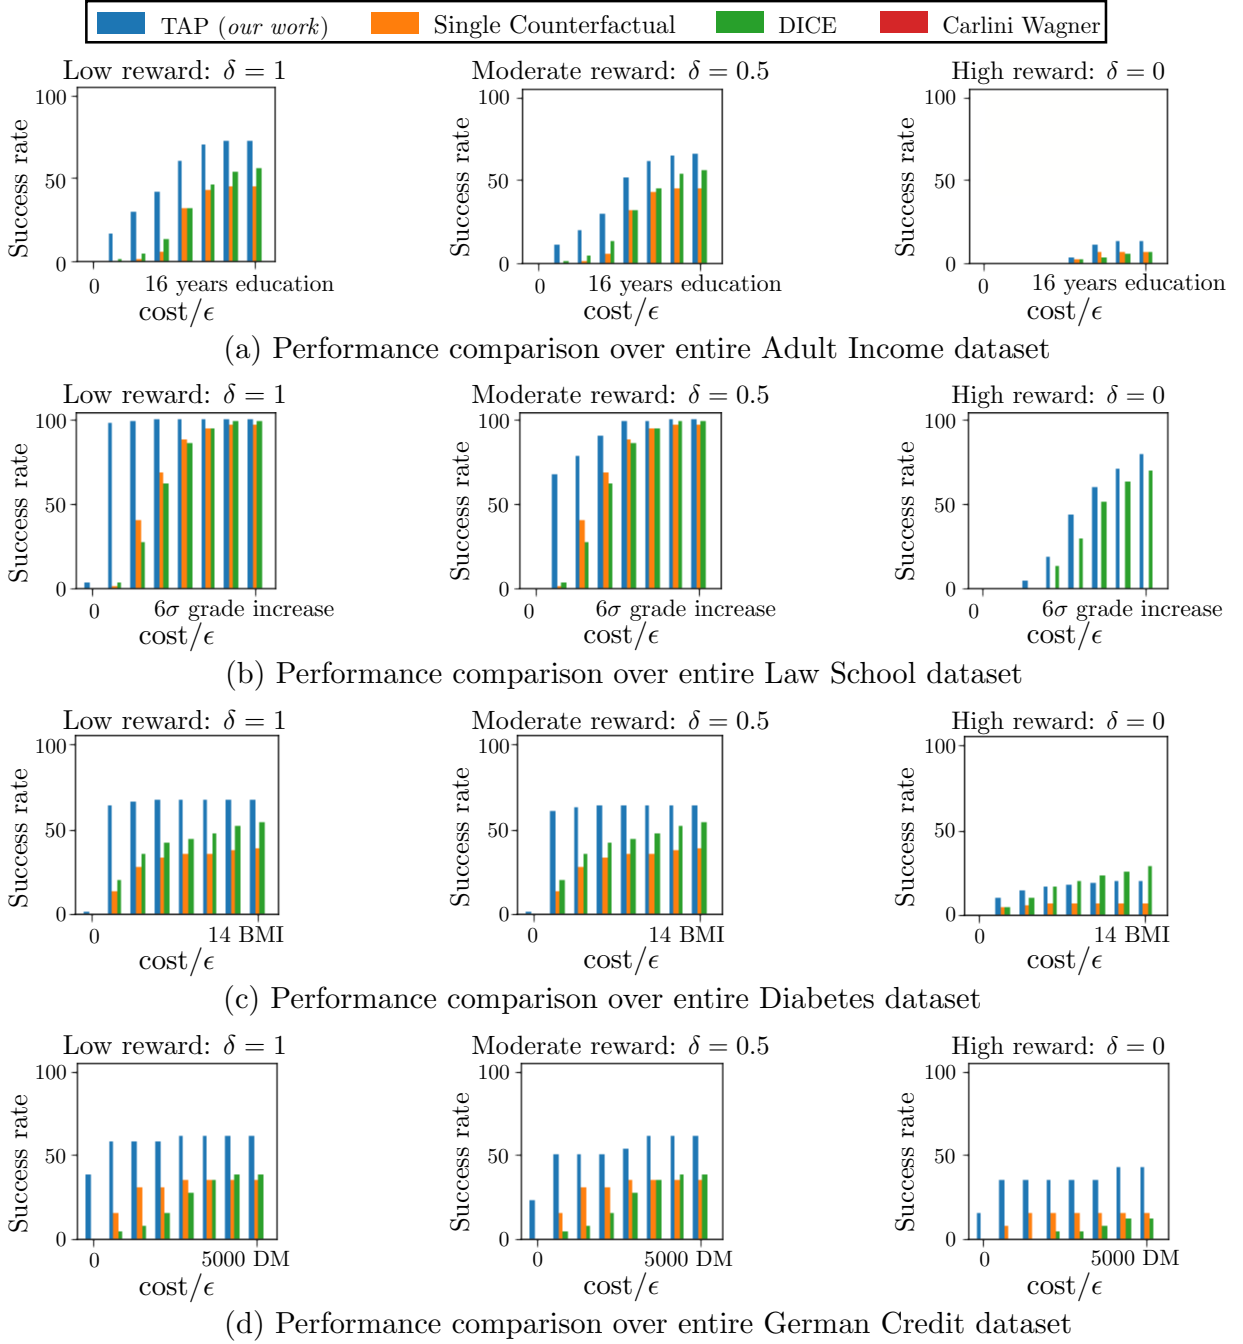 TAP (our work) Single Counterfactual DICE Carlini Wagner
Low reward: δ = 1 Moderate reward: δ = 0.5 High reward: δ = 0
Success rate Success rate Success rate
100 100 100
50 50 50
0 0 0
0 16 years education 0 16 years education 0 16 years education
cost/ϵ cost/ϵ cost/ϵ
(a) Performance comparison over entire Adult Income dataset
Low reward: δ = 1 Moderate reward: δ = 0.5 High reward: δ = 0
Success rate Success rate Success rate
100 100 100
50 50 50
0 0 0
0 6σ grade increase 0 6σ grade increase 0 6σ grade increase
cost/ϵ cost/ϵ cost/ϵ
(b) Performance comparison over entire Law School dataset
Low reward: δ = 1 Moderate reward: δ = 0.5 High reward: δ = 0
Success rate Success rate Success rate
100 100 100
50 50 50
0 0 0
0 14 BMI 0 14 BMI 0 14 BMI
cost/ϵ cost/ϵ cost/ϵ
(c) Performance comparison over entire Diabetes dataset
Low reward: δ = 1 Moderate reward: δ = 0.5 High reward: δ = 0
Success rate Success rate Success rate
100 100 100
50 50 50
0 0 0
0 5000 DM 0 5000 DM 0 5000 DM
cost/ϵ cost/ϵ cost/ϵ
(d) Performance comparison over entire German Credit dataset